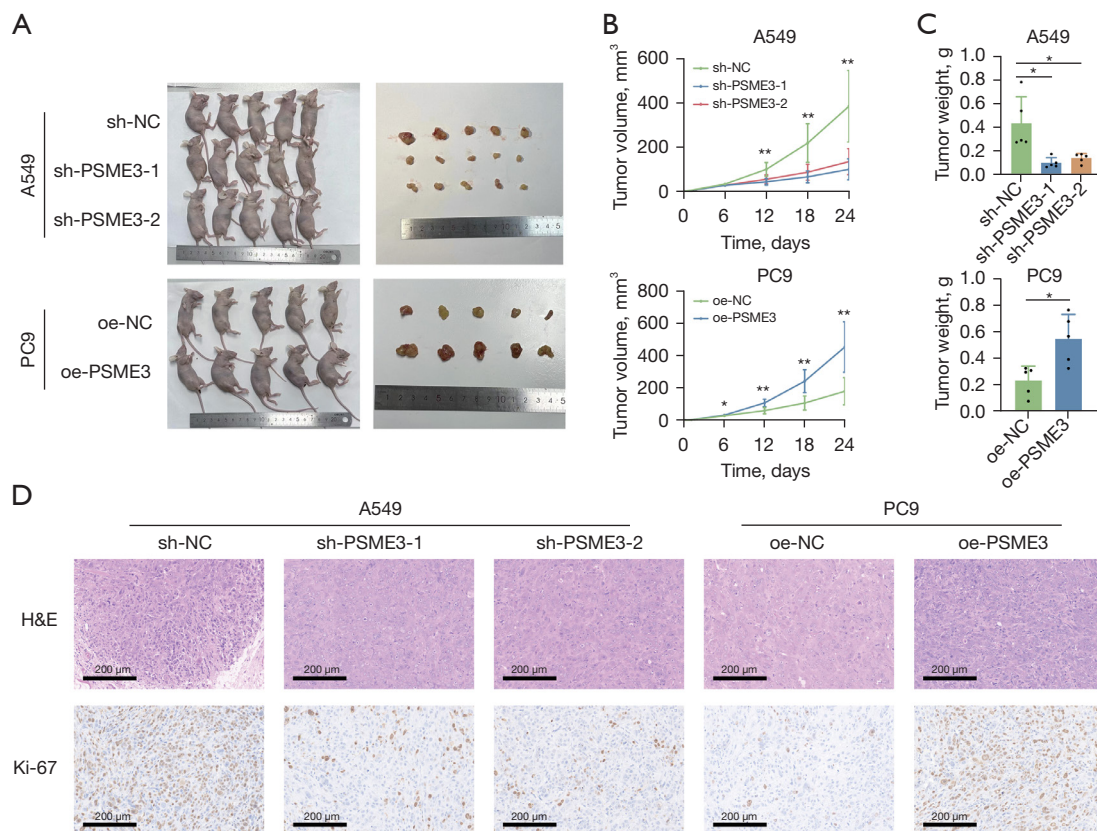 A
A549
sh-NC
sh-PSME3-1
sh-PSME3-2
PC9
oe-NC
oe-PSME3
B
A549
Tumor volume, mm³
600
400
200
0
sh-NC
sh-PSME3-1
sh-PSME3-2
**
**
**
0 6 12 18 24
Time, days
PC9
Tumor volume, mm³
800
600
400
200
0
oe-NC
oe-PSME3
*
**
**
**
0 6 12 18 24
Time, days
C
A549
Tumor weight, g
1.0
0.8
0.6
0.4
0.2
0.0
*
*
sh-NC
sh-PSME3-1
sh-PSME3-2
PC9
Tumor weight, g
1.0
0.8
0.6
0.4
0.2
0.0
*
oe-NC
oe-PSME3
D
A549 PC9
sh-NC sh-PSME3-1 sh-PSME3-2 oe-NC oe-PSME3
H&E
200 µm 200 µm 200 µm 200 µm 200 µm
Ki-67
200 µm 200 µm 200 µm 200 µm 200 µm